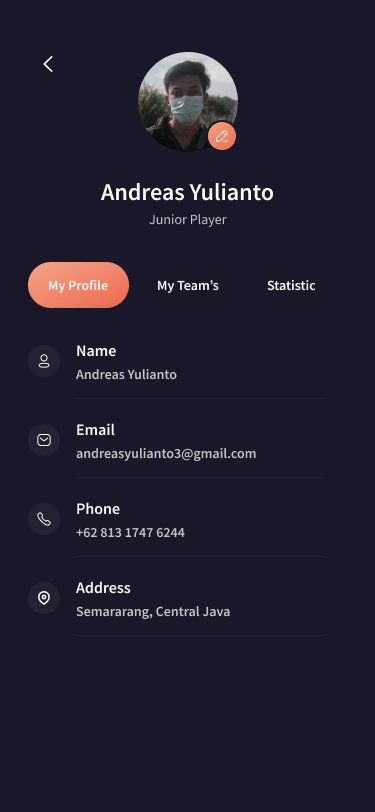 Andreas Yulianto
Junior Player
My Profile
My Team’s
Statistic
Name
Andreas Yulianto
Email
andreasyulianto3@gmail.com
Phone
+62 813 1747 6244
Address
Semararang, Central Java